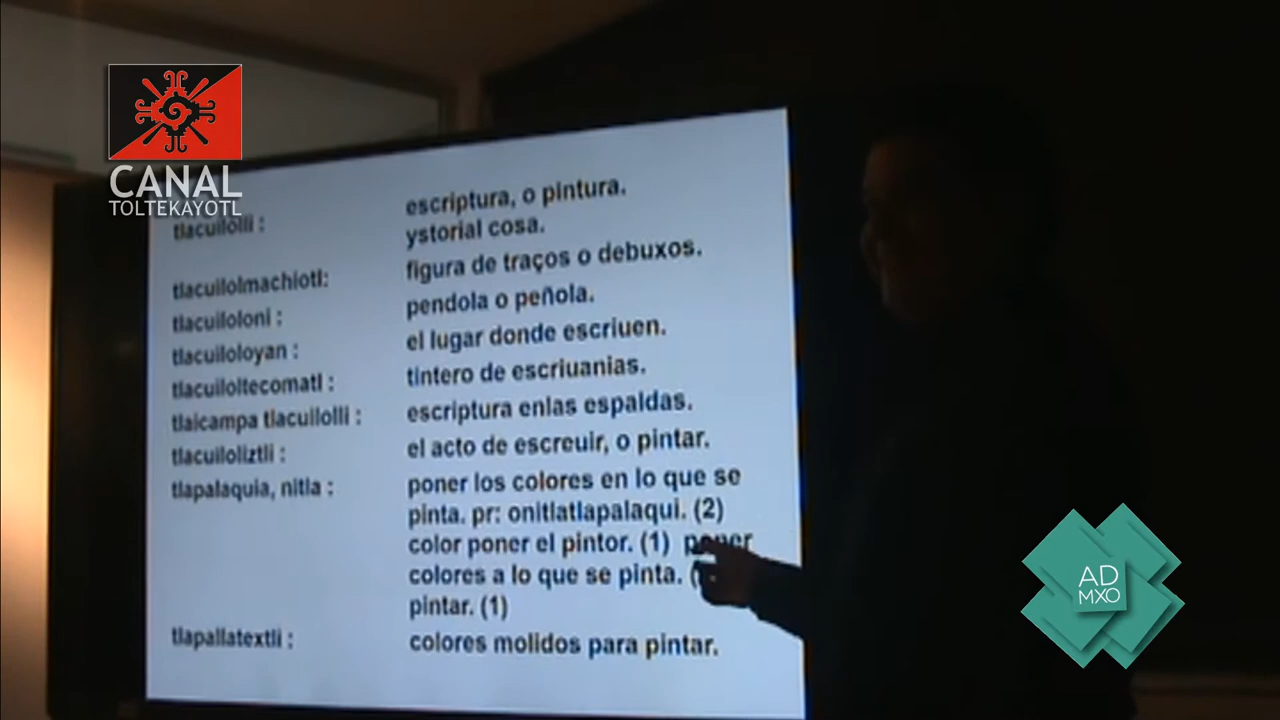 CANAL
TOLTEKAYOTL
tlacuilolli : escriptura, o pintura.
ystorial cosa.
tlacuilolmachiotl: figura de traços o debuxos.
tlacuiloloni : pendola o peñola.
tlacuiloloyan : el lugar donde escriuen.
tlacuiloltecomatl : tintero de escriuanias.
tlaicampa tlacuilolli : escriptura enlas espaldas.
tlacuiloliztli : el acto de escreuir, o pintar.
tlapalaquia, nitla : poner los colores en lo que se
pinta. pr: onitlatlapalaqui. (2)
color poner el pintor. (1) poner
colores a lo que se pinta. (
pintar. (1)
tlapallatextli : colores molidos para pintar.
AD
MXO